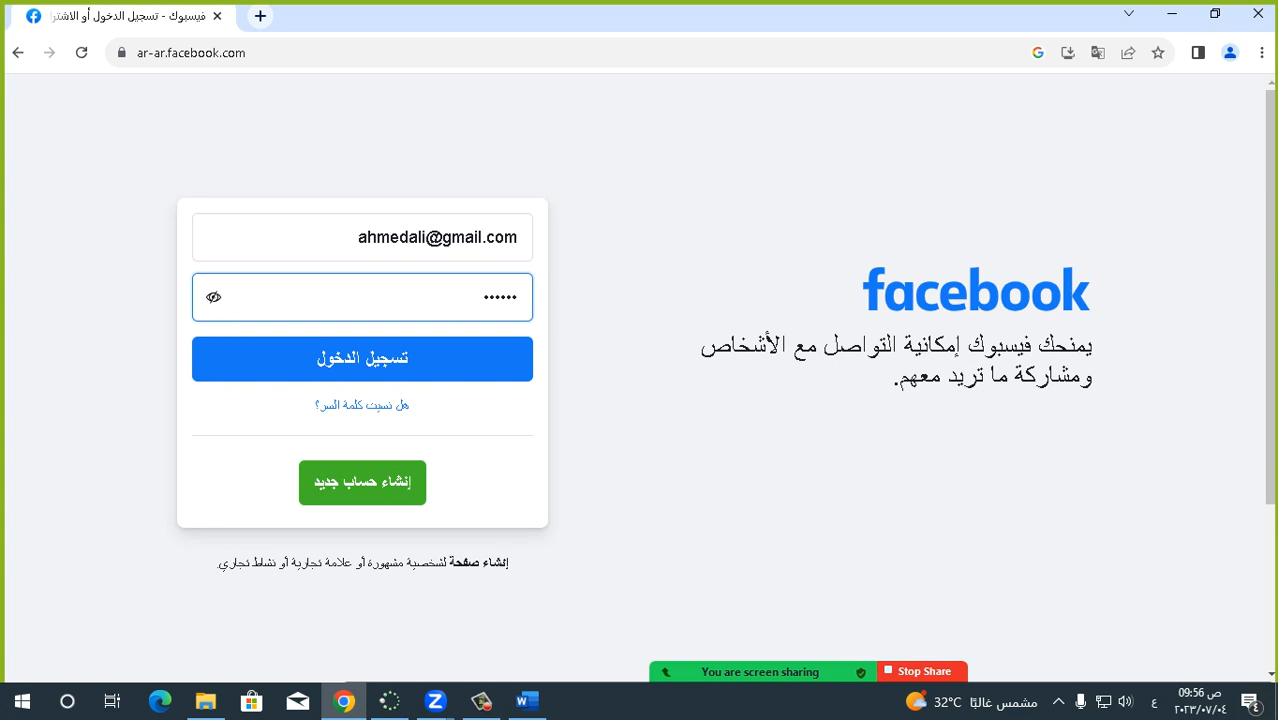 فيسبوك - تسجيل الدخول أو الاشترا
ar-ar.facebook.com
ahmedali@gmail.com
••••••
تسجيل الدخول
هل نسيت كلمة السر؟
إنشاء حساب جديد
إنشاء صفحة لشخصية مشهورة أو علامة تجارية أو نشاط تجاري.
facebook
يمنحك فيسبوك إمكانية التواصل مع الأشخاص
ومشاركة ما تريد معهم.
You are screen sharing
Stop Share
32°C مشمس غالبًا
ع
09:56 ص
٢٠٢٣/٠٧/٠٤
٤